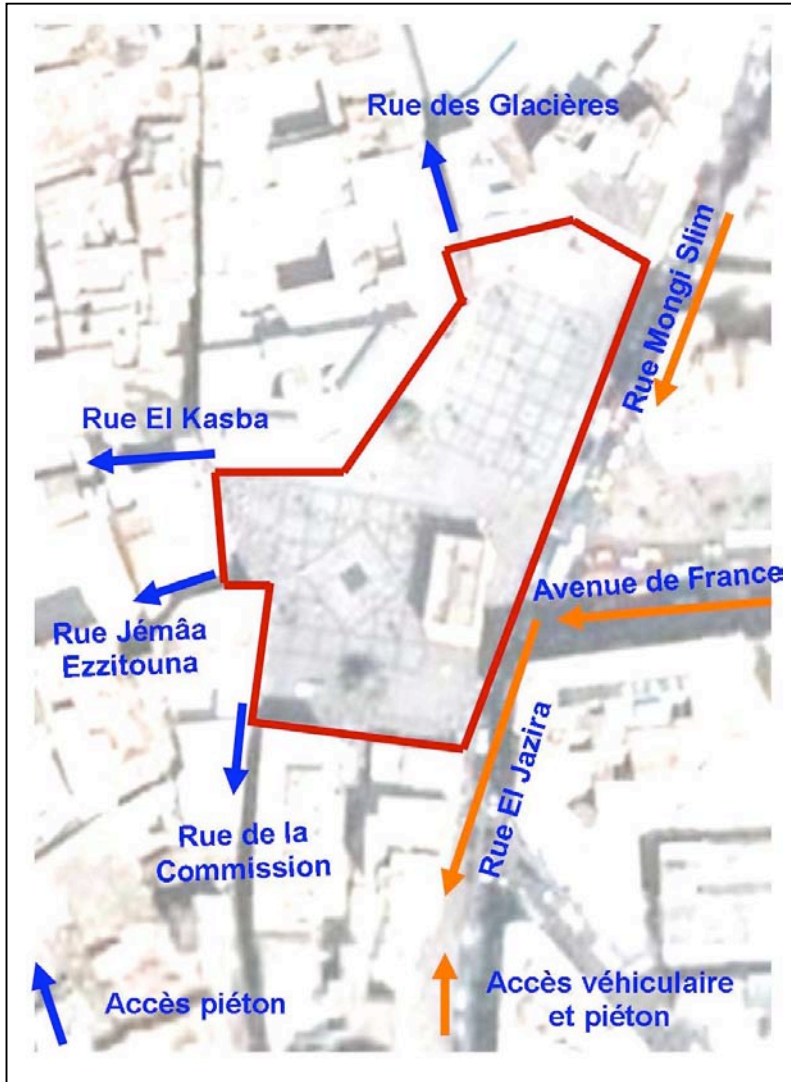 Rue des Glacières
Rue Mongi Slim
Rue El Kasba
Avenue de France
Rue Jémâa
Ezzitouna
Rue El Jazira
Rue de la
Commission
Accès piéton
Accès véhiculaire
et piéton